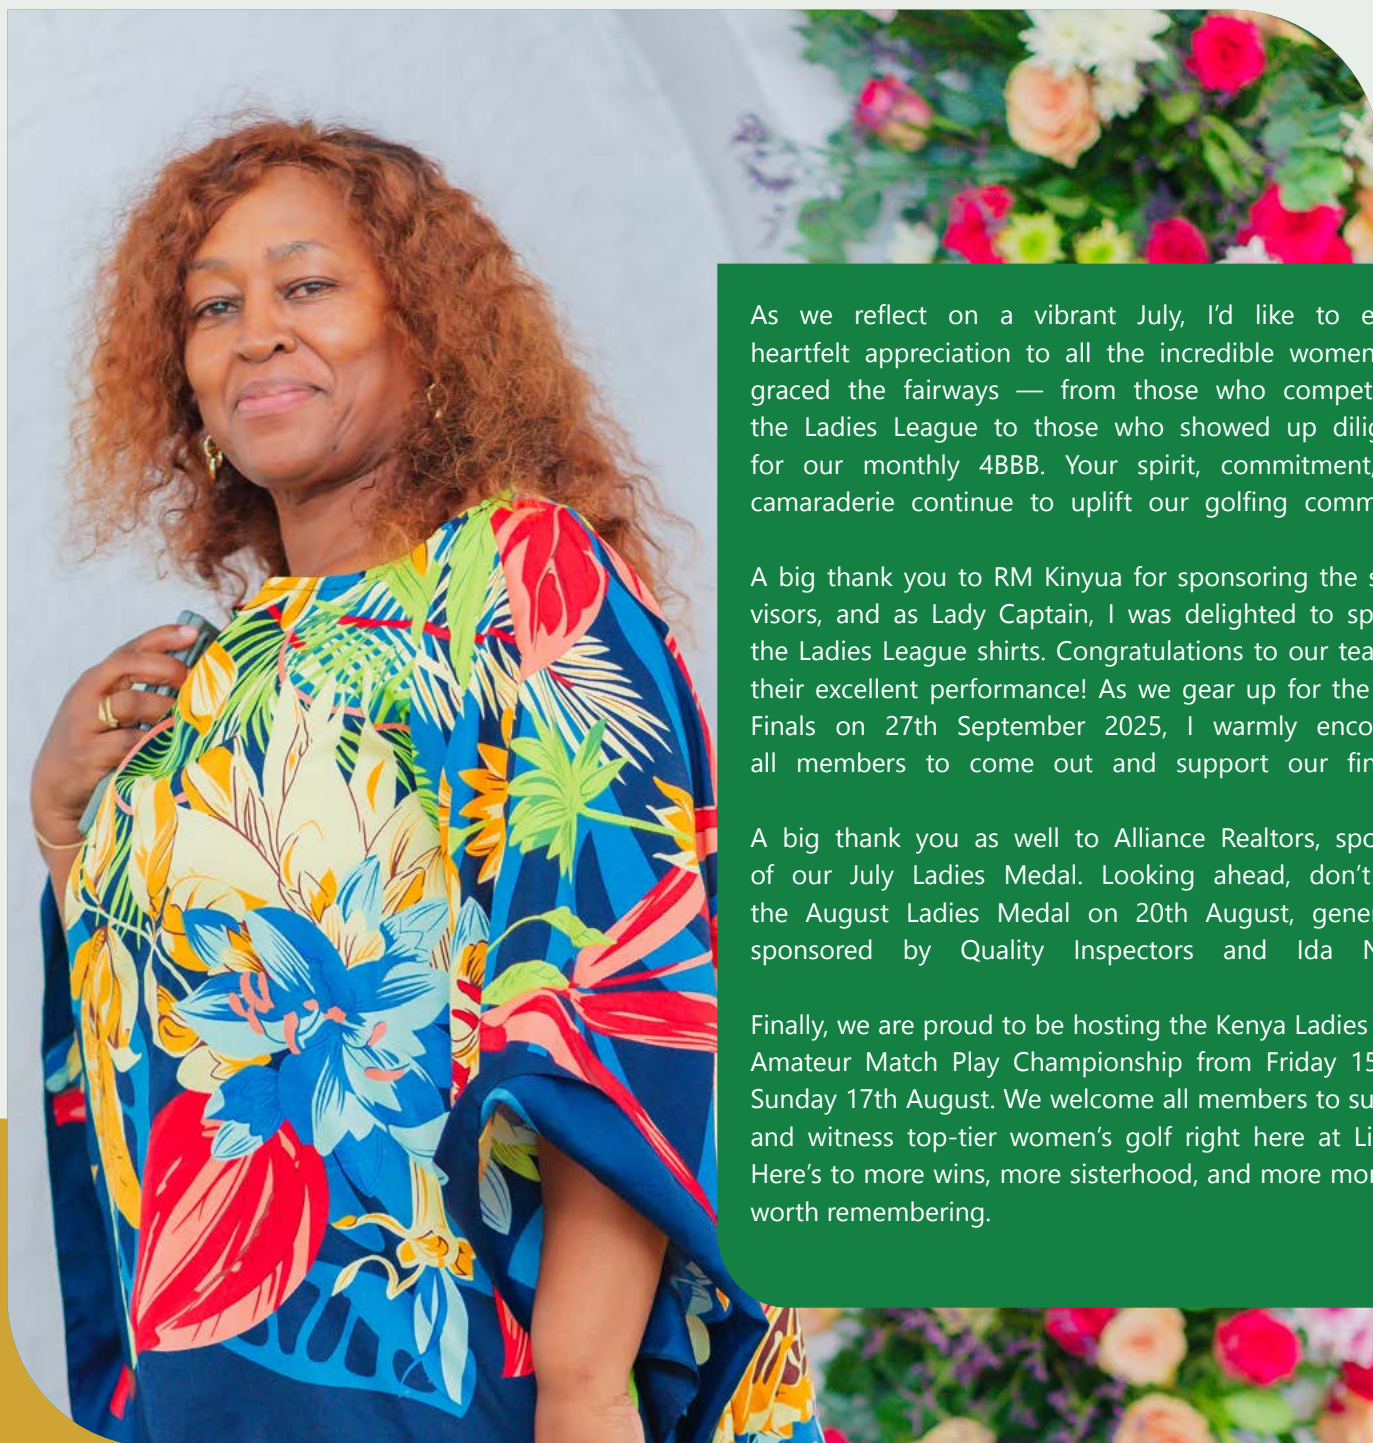 As we reflect on a vibrant July, I’d like to
heartfelt appreciation to all the incredible women
graced the fairways — from those who
the Ladies League to those who showed up
for our monthly 4BBB. Your spirit, commitment,
camaraderie continue to uplift our golfing
A big thank you to RM Kinyua for sponsoring the
visors, and as Lady Captain, I was delighted to
the Ladies League shirts. Congratulations to our
their excellent performance! As we gear up for the
Finals on 27th September 2025, I warmly
all members to come out and support our
A big thank you as well to Alliance Realtors,
of our July Ladies Medal. Looking ahead, don’t
the August Ladies Medal on 20th August,
sponsored by Quality Inspectors and Ida
Finally, we are proud to be hosting the Kenya Ladies
Amateur Match Play Championship from Friday
Sunday 17th August. We welcome all members to
and witness top-tier women’s golf right here at
Here’s to more wins, more sisterhood, and more
worth remembering.